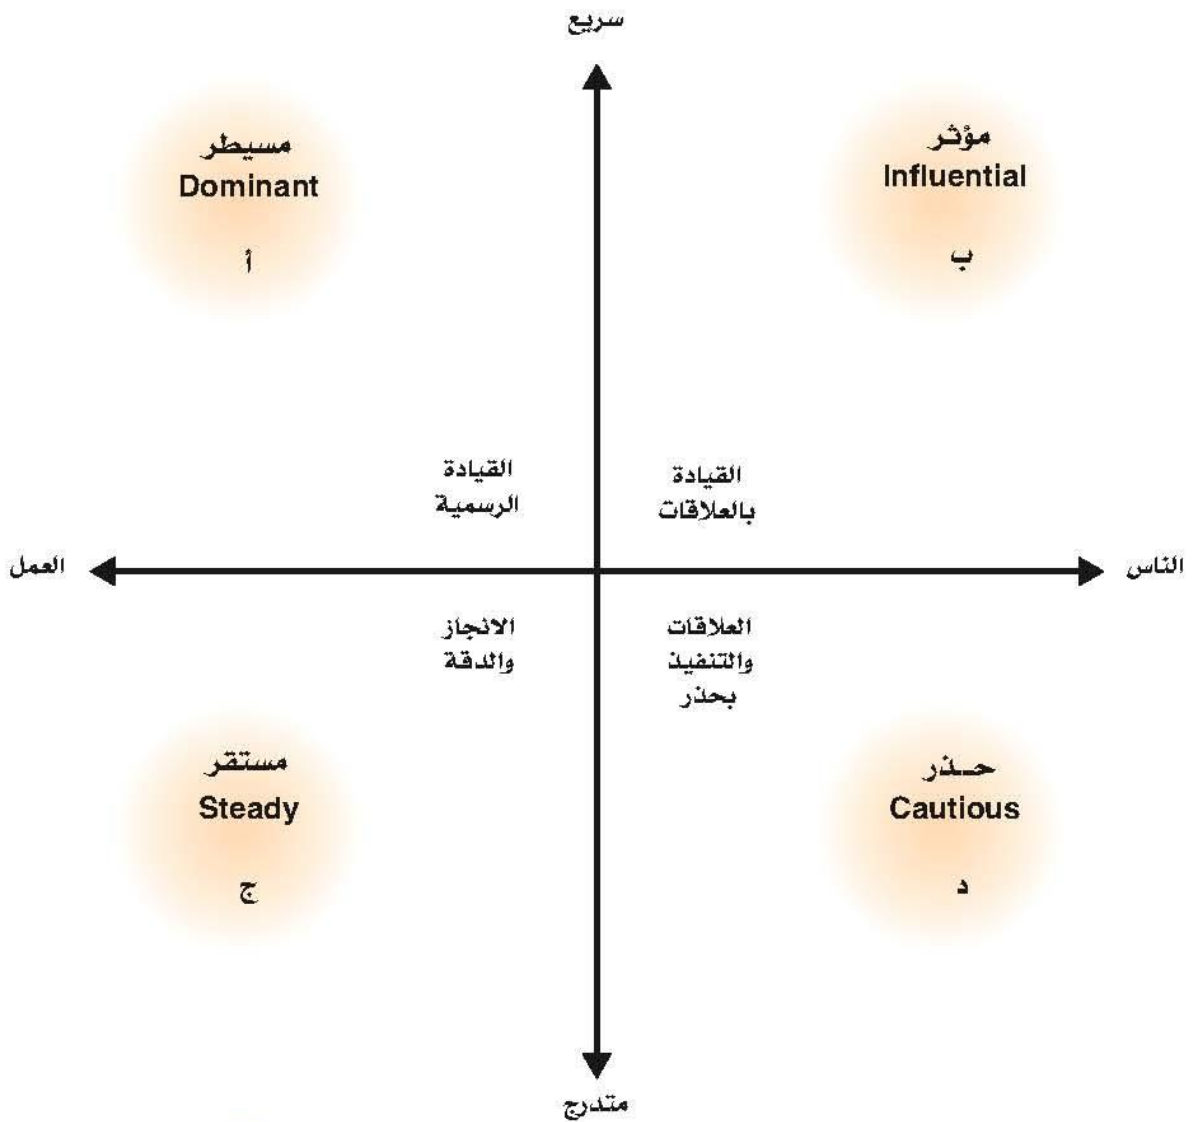 سريع
مؤثر
Influential
ب
مسيطر
Dominant
أ
القيادة
بالعلاقات
القيادة
الرسمية
الناس
العمل
العلاقات
والتنفيذ
بحذر
الانجاز
والدقة
حــذر
Cautious
د
مستقر
Steady
ج
متدرج